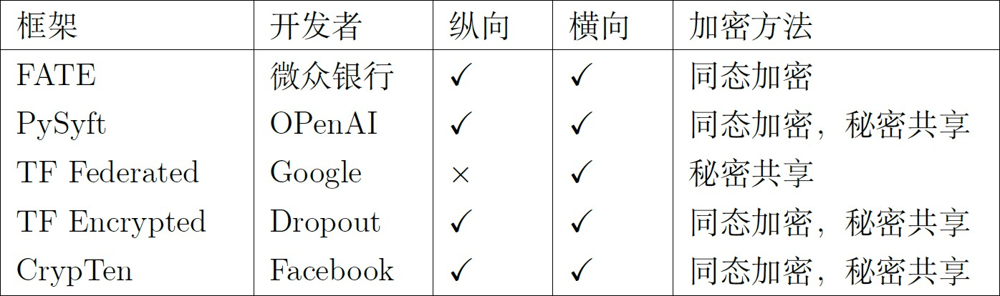 框架 开发者 纵向 横向 加密方法
FATE 微众银行 ✓ ✓ 同态加密
PySyft OPenAI ✓ ✓ 同态加密，秘密共享
TF Federated Google × ✓ 秘密共享
TF Encrypted Dropout ✓ ✓ 同态加密，秘密共享
CrypTen Facebook ✓ ✓ 同态加密，秘密共享